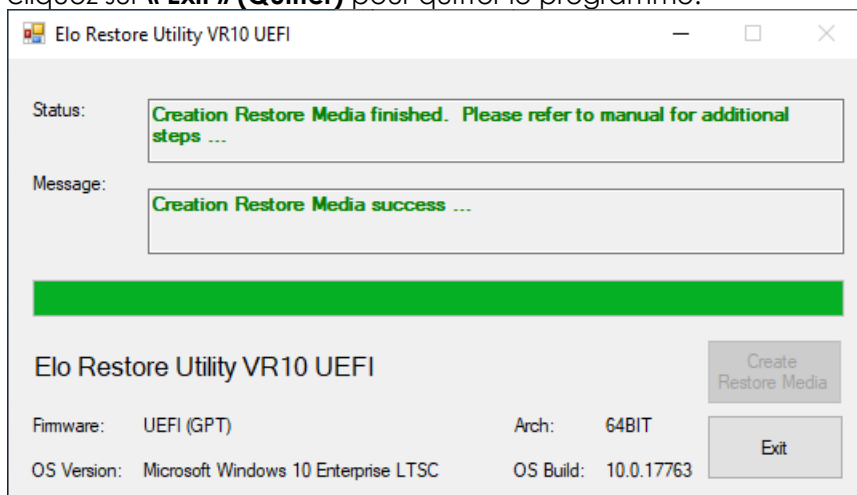 Cliquez sur « Exit » (Quitter) pour quitter le programme.
Elo Restore Utility VR10 UEFI
Status:
Creation Restore Media finished. Please refer to manual for additional
steps ...
Message:
Creation Restore Media success ...
Elo Restore Utility VR10 UEFI
Create
Restore Media
Firmware: UEFI (GPT) Arch: 64BIT
Exit
OS Version: Microsoft Windows 10 Enterprise LTSC OS Build: 10.0.17763